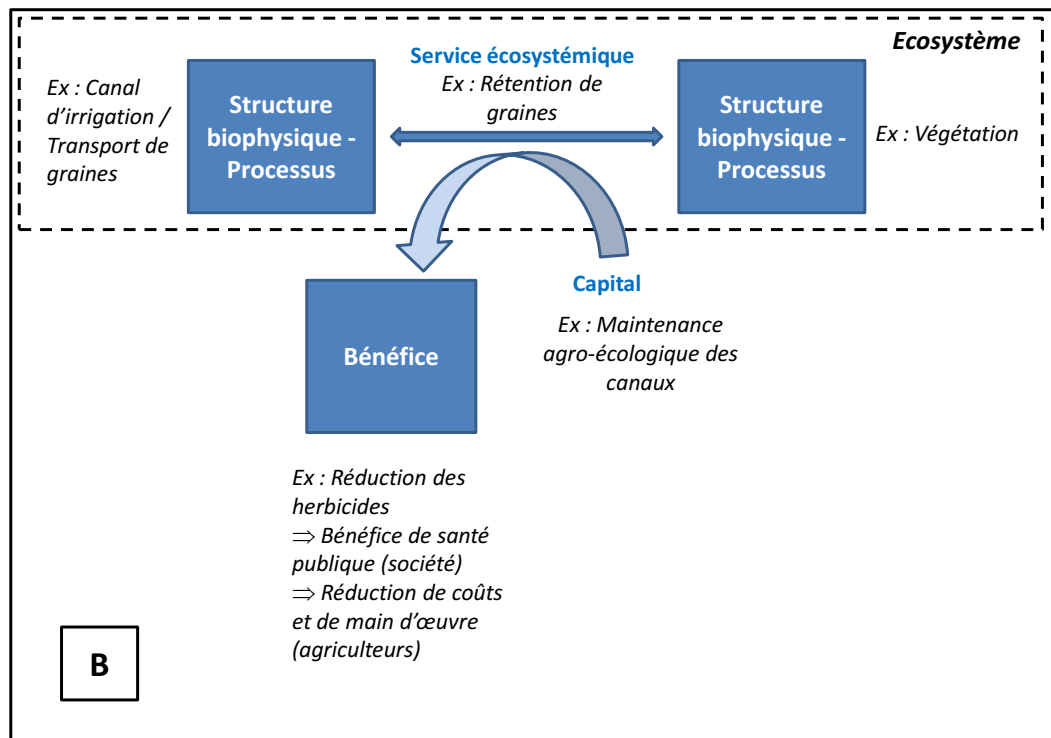 Ecosystème
Service écosystémique
Ex : Rétention de
graines
Ex : Canal
d’irrigation /
Transport de
graines
Structure
biophysique -
Processus
Structure
biophysique -
Processus
Ex : Végétation
Capital
Ex : Maintenance
agro-écologique des
canaux
Bénéfice
Ex : Réduction des
herbicides
⇒ Bénéfice de santé
publique (société)
⇒ Réduction de coûts
et de main d’œuvre
(agriculteurs)
B